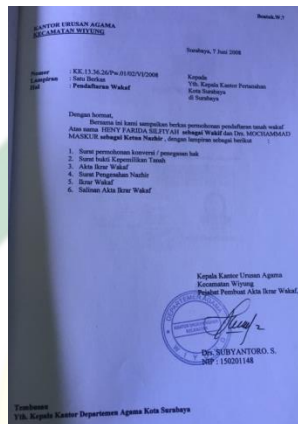 Bentuk.W.7
KANTOR URUSAN AGAMA
KECAMATAN WIYUNG
Surabaya, 7 Juni 2008
Nomor : KK.13.36.26/Pw.01/02/VI/2008
Lampiran : Satu Berkas
Hal : Pendaftaran Wakaf
Kepada
Yth. Kepala Kantor Pertanahan
Kota Surabaya
di Surabaya
Dengan hormat,
Bersama ini kami sampaikan berkas permohonan pendaftaran tanah wakaf
Atas nama HENY FARIDA SILFIYAH sebagai Wakif dan Drs. MOCHAMMAD
MASKUR sebagai Ketua Nazhir, dengan lampiran sebagai berikut
1. Surat permohonan konversi / penegasan hak
2. Surat bukti Kepemilikan Tanah
3. Akta Ikrar Wakaf
4. Surat Pengesahan Nazhir
5. Ikrar Wakaf
6. Salinan Akta Ikrar Wakaf
Kepala Kantor Urusan Agama
Kecamatan Wiyung
Pejabat Pembuat Akta Ikrar Wakaf,
DEPARTEMEN AGAMA
Drs. SUBYANTORO. S.
NIP : 150201148
Tembusan
Yth. Kepala Kantor Departemen Agama Kota Surabaya